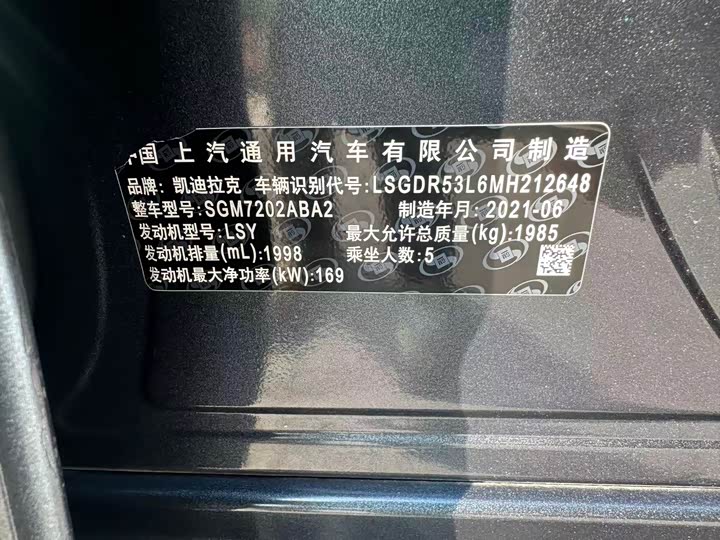 中国 上汽通用汽车有限公司制造
品牌: 凯迪拉克 车辆识别代号:LSGDR53L6MH212648
整车型号:SGM7202ABA2 制造年月:2021-06
发动机型号:LSY 最大允许总质量(kg):1985
发动机排量(mL):1998 乘坐人数:5
发动机最大净功率(kW):169